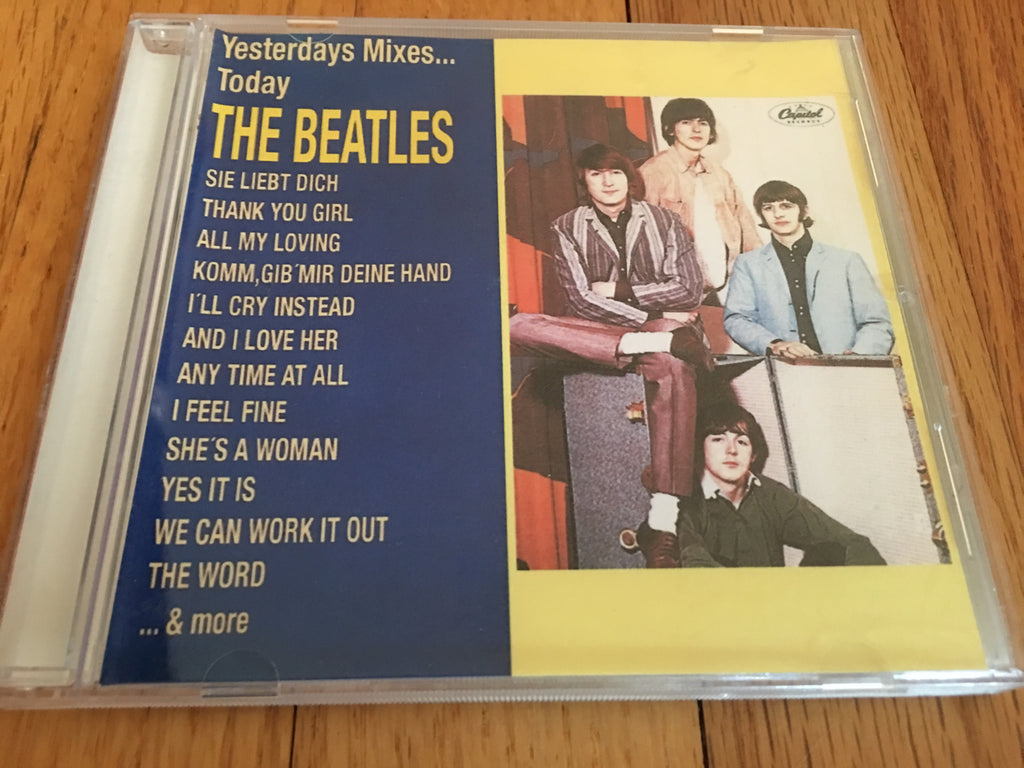 Yesterdays Mixes...
Today
THE BEATLES
SIE LIEBT DICH
THANK YOU GIRL
ALL MY LOVING
KOMM,GIB´MIR DEINE HAND
I´LL CRY INSTEAD
AND I LOVE HER
ANY TIME AT ALL
I FEEL FINE
SHE´S A WOMAN
YES IT IS
WE CAN WORK IT OUT
THE WORD
... & more
Capitol
RECORDS